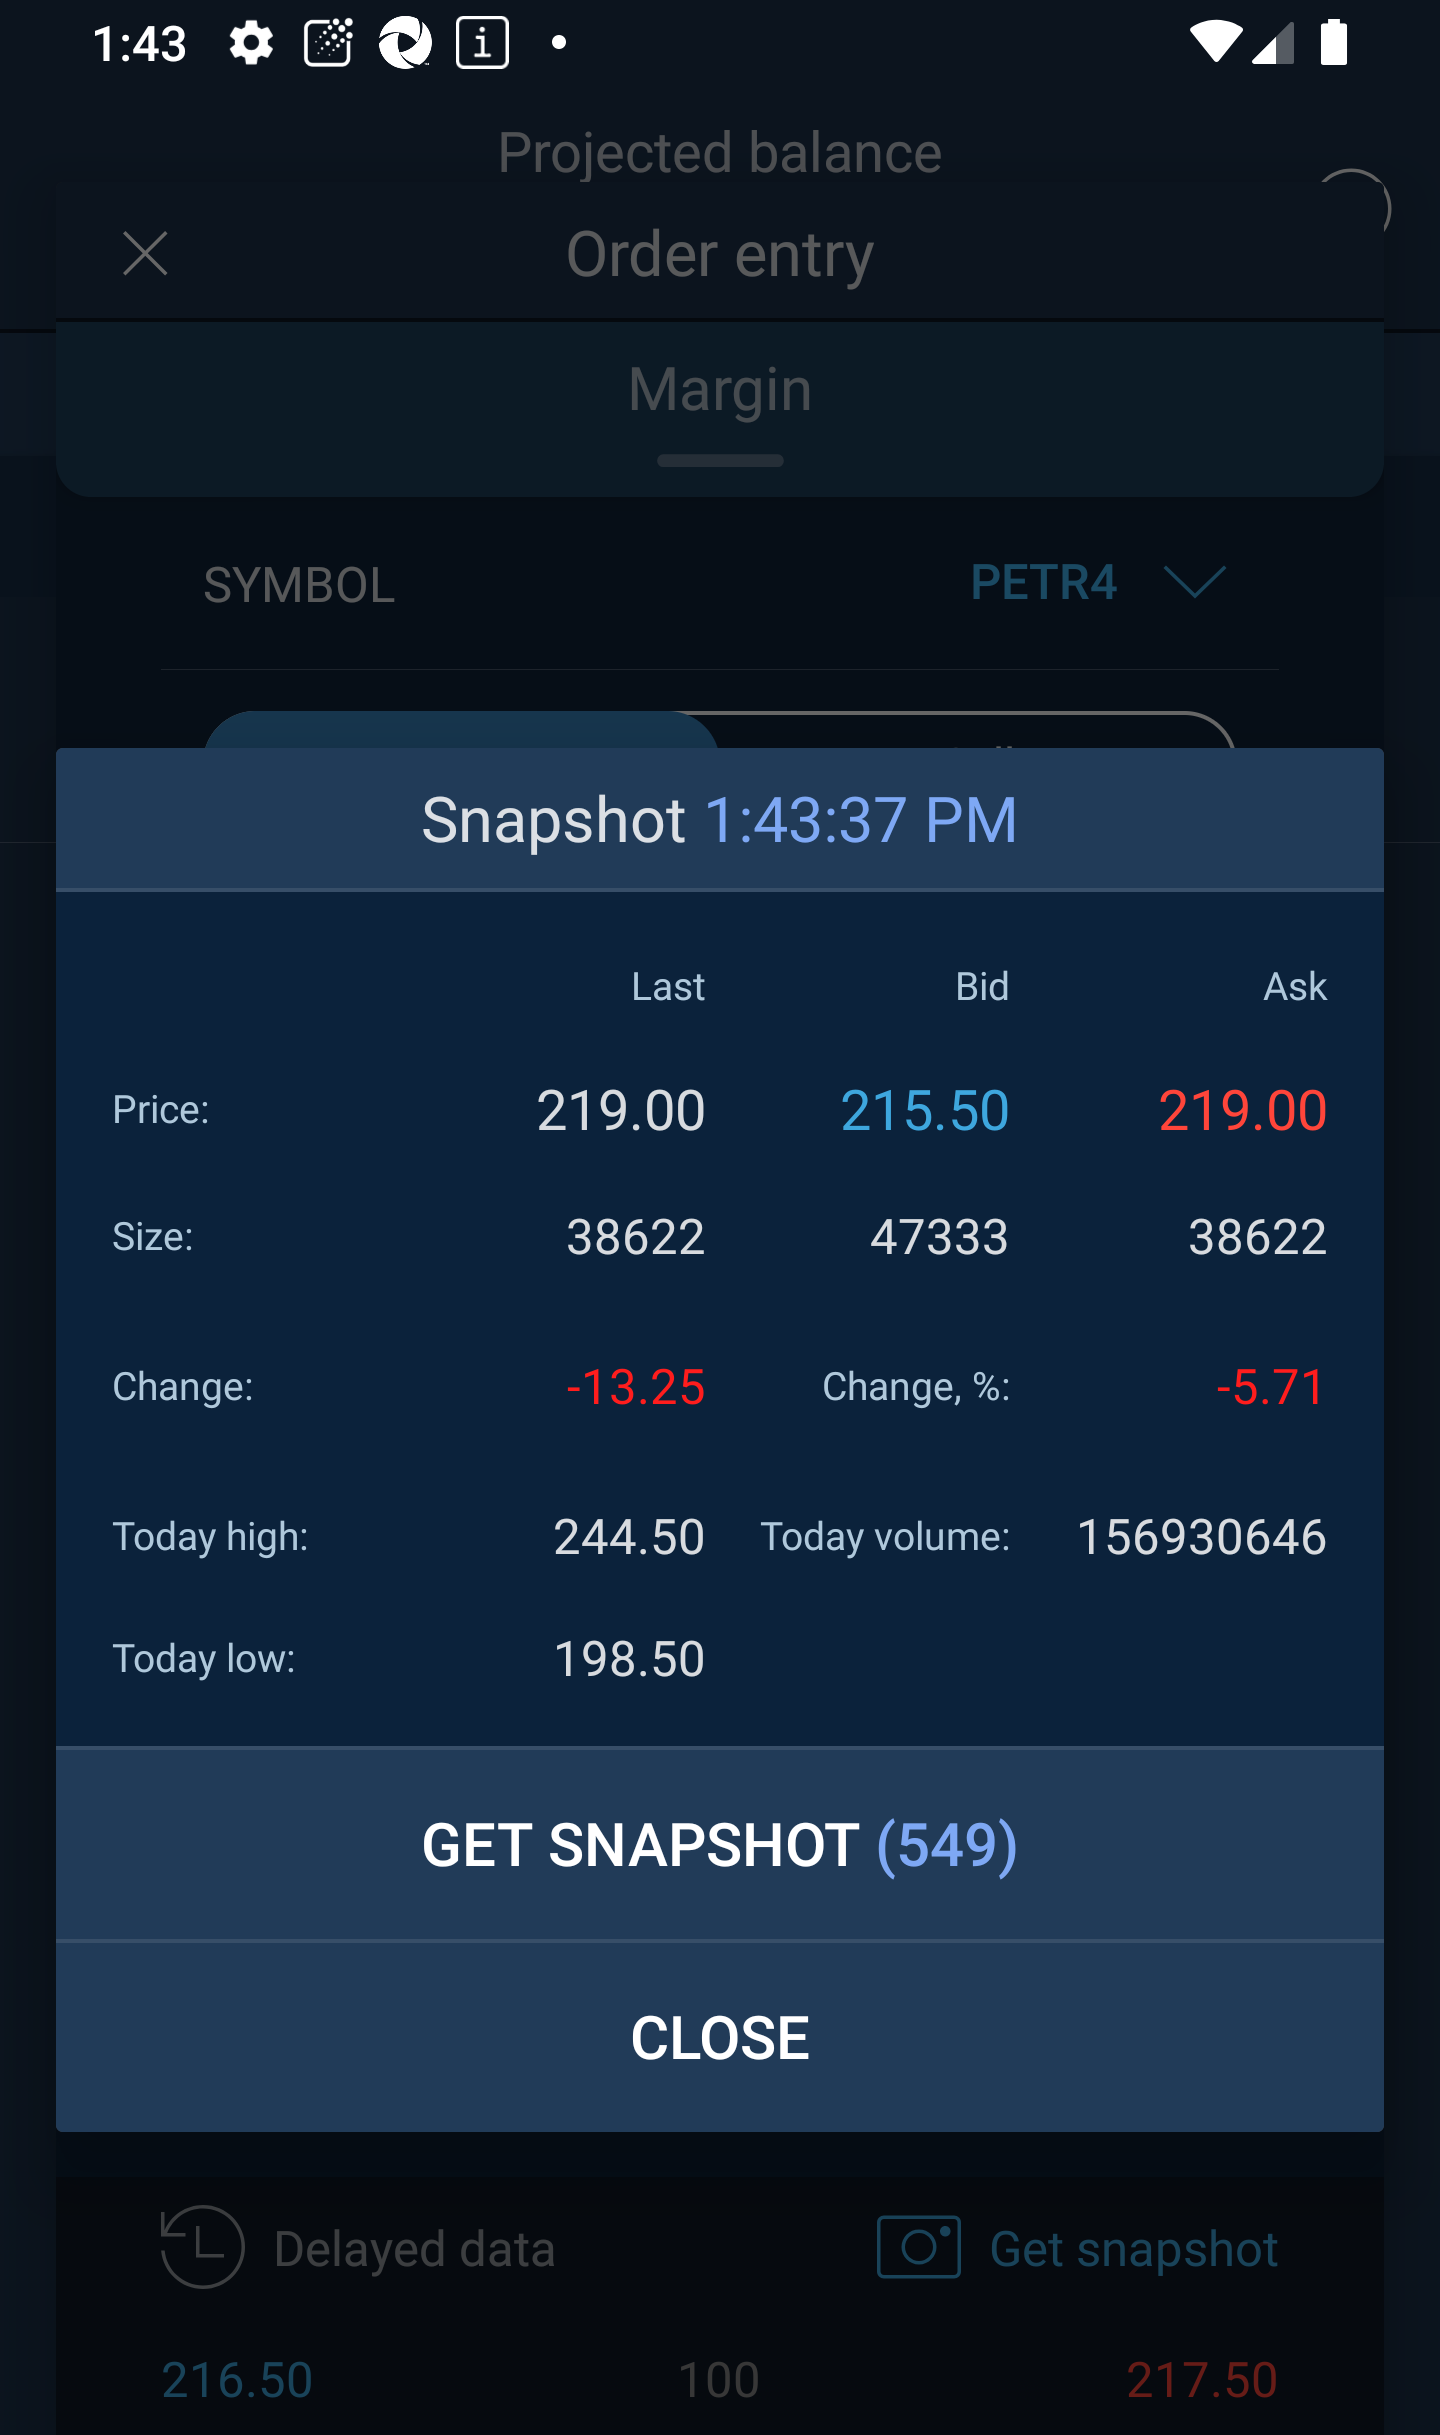 1:43
Projected balance
Order entry
Margin
SYMBOL PETR4
Snapshot 1:43:37 PM
Last Bid Ask
Price: 219.00 215.50 219.00
Size: 38622 47333 38622
Change: -13.25 Change, %: -5.71
Today high: 244.50 Today volume: 156930646
Today low: 198.50
GET SNAPSHOT (549)
CLOSE
Delayed data Get snapshot
216.50 100 217.50